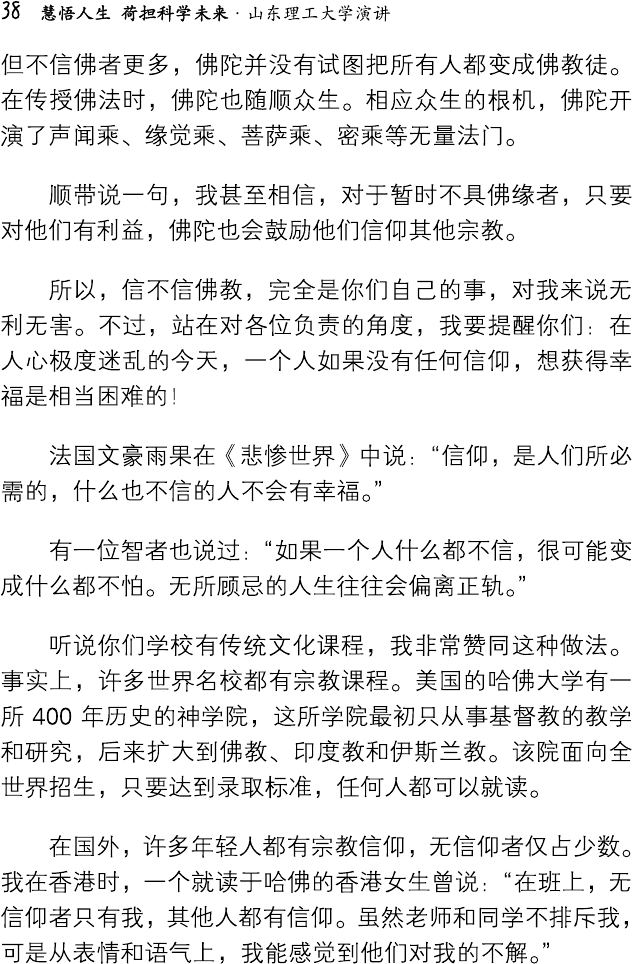 38 慧悟人生 荷担科学未来·山东理工大学演讲
但不信佛者更多，佛陀并没有试图把所有人都变成佛教徒。
在传授佛法时，佛陀也随顺众生。相应众生的根机，佛陀开
演了声闻乘、缘觉乘、菩萨乘、密乘等无量法门。
顺带说一句，我甚至相信，对于暂时不具佛缘者，只要
对他们有利益，佛陀也会鼓励他们信仰其他宗教。
所以，信不信佛教，完全是你们自己的事，对我来说无
利无害。不过，站在对各位负责的角度，我要提醒你们：在
人心极度迷乱的今天，一个人如果没有任何信仰，想获得幸
福是相当困难的！
法国文豪雨果在《悲惨世界》中说：“信仰，是人们所必
需的，什么也不信的人不会有幸福。”
有一位智者也说过：“如果一个人什么都不信，很可能变
成什么都不怕。无所顾忌的人生往往会偏离正轨。”
听说你们学校有传统文化课程，我非常赞同这种做法。
事实上，许多世界名校都有宗教课程。美国的哈佛大学有一
所 400 年历史的神学院，这所学院最初只从事基督教的教学
和研究，后来扩大到佛教、印度教和伊斯兰教。该院面向全
世界招生，只要达到录取标准，任何人都可以就读。
在国外，许多年轻人都有宗教信仰，无信仰者仅占少数。
我在香港时，一个就读于哈佛的香港女生曾说：“在班上，无
信仰者只有我，其他人都有信仰。虽然老师和同学不排斥我，
可是从表情和语气上，我能感觉到他们对我的不解。”